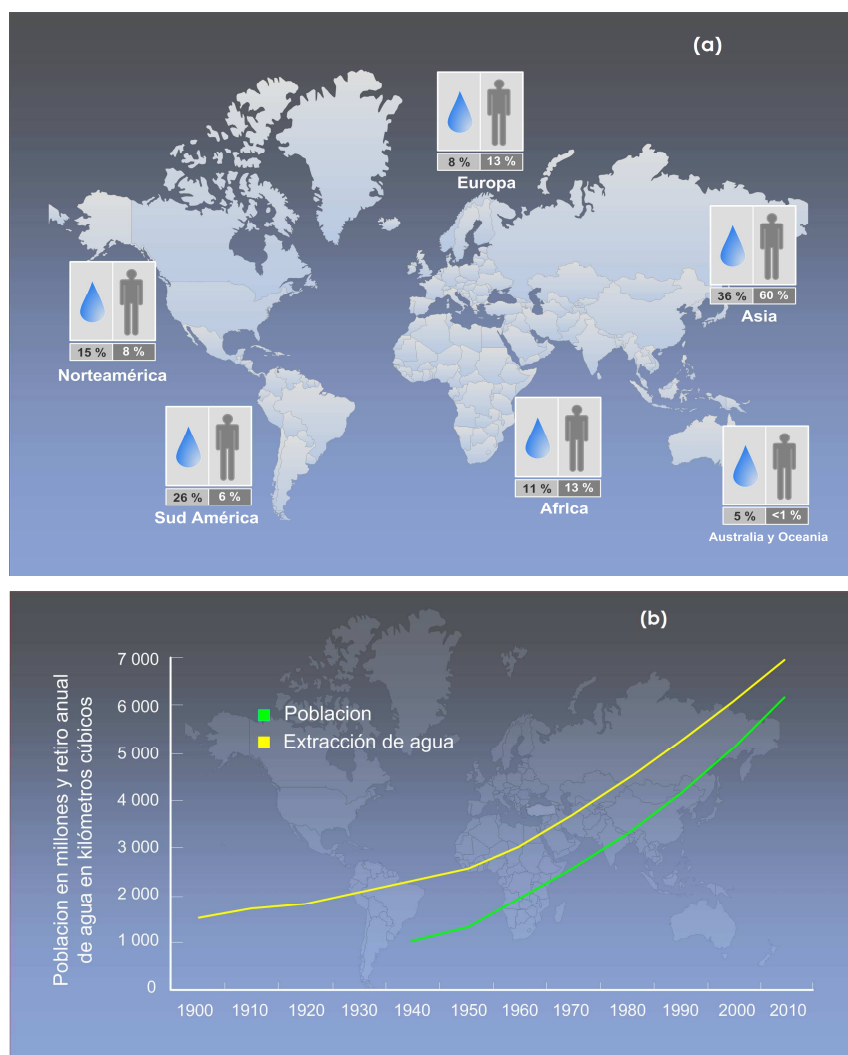 (a)
8 % 13 %
Europa
36 % 60 %
Asia
15 % 8 %
Norteamérica
26 % 6 %
Sud América
11 % 13 %
AfrIca
5 % <1 %
Australia y Oceania
(b)
Poblacion en millones y retiro anual
de agua en kilómetros cúbicos
7 000
6 000
5 000
4 000
3 000
2 000
1 000
0
Poblacion
Extracción de agua
1900 1910 1920 1930 1940 1950 1960 1970 1980 1990 2000 2010